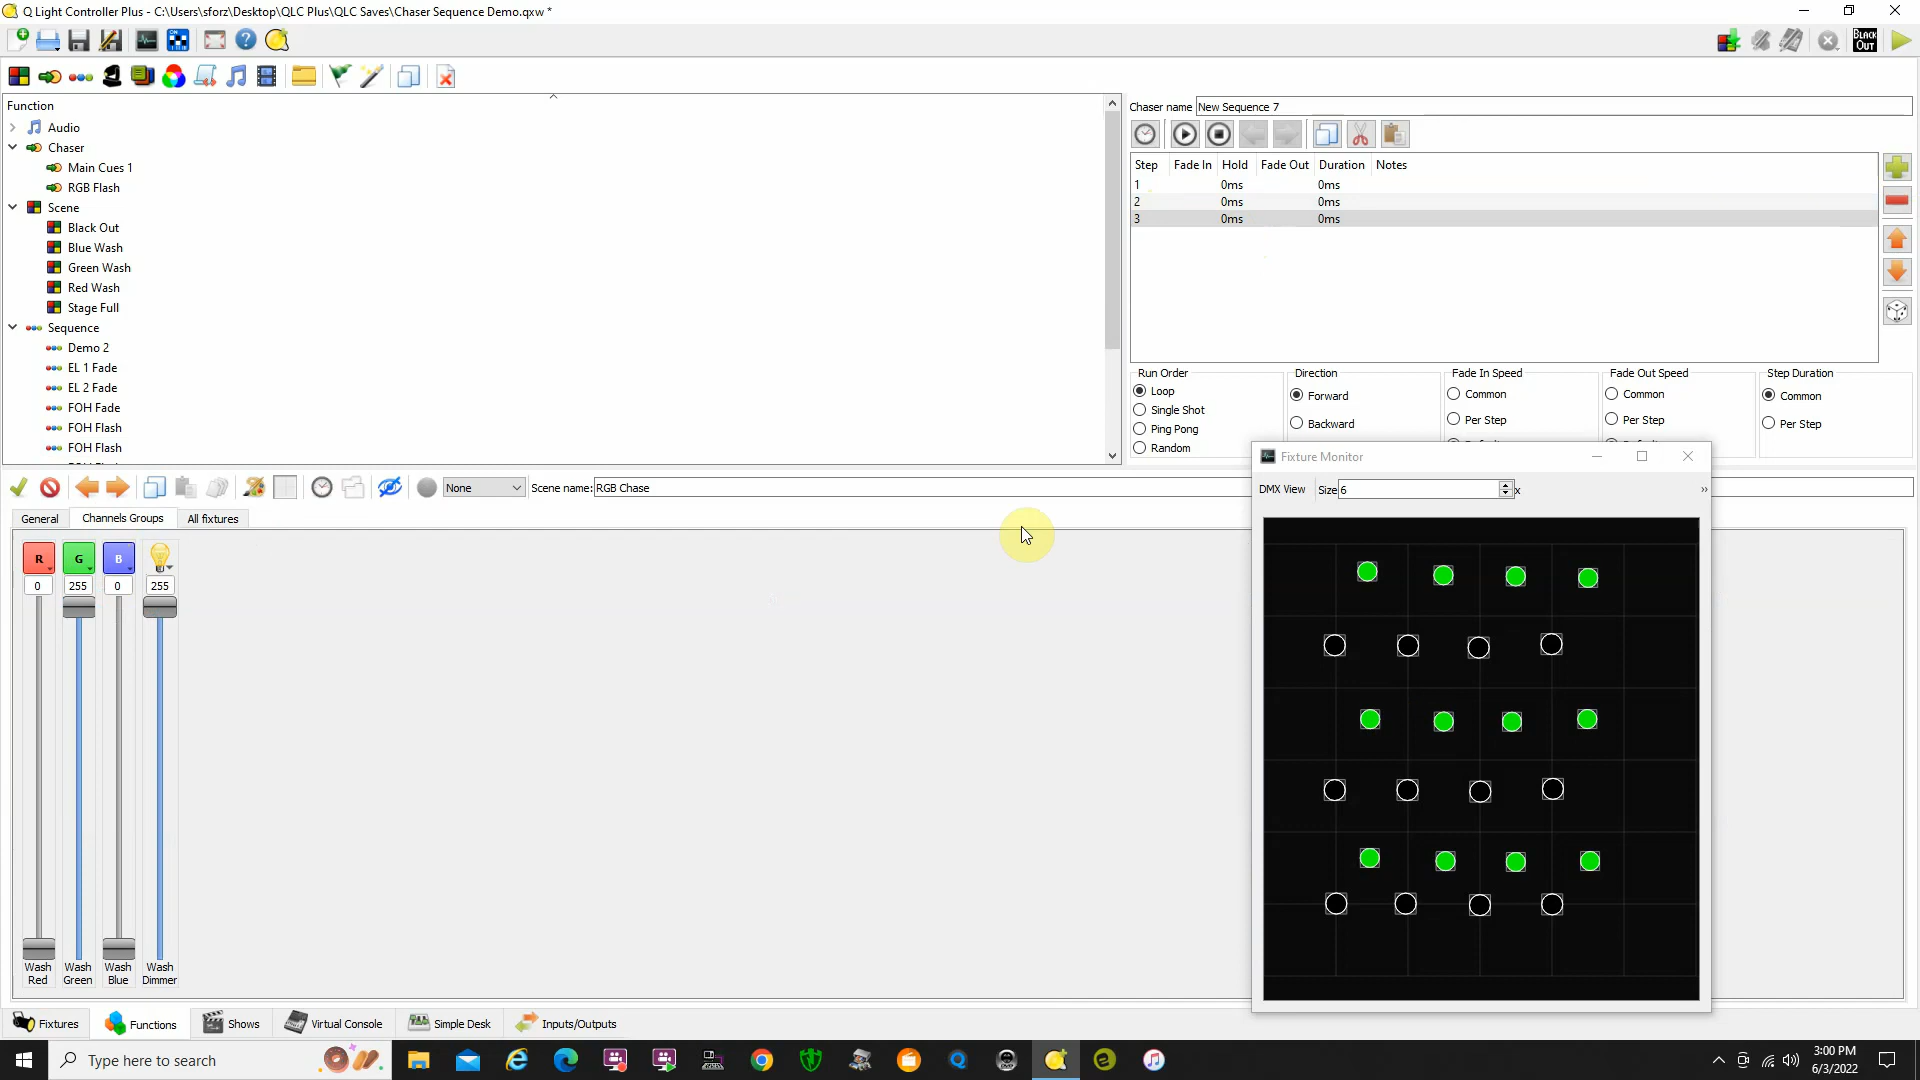 Q Light Controller Plus - C:\Users\sforz\Desktop\QLC Plus\QLC Saves\Chaser Sequence Demo.qxw *
BLACK OUT
Function
Audio
Chaser
Main Cues 1
RGB Flash
Scene
Black Out
Blue Wash
Green Wash
Red Wash
Stage Full
Sequence
Demo 2
EL 1 Fade
EL 2 Fade
FOH Fade
FOH Flash
FOH Flash
Chaser name New Sequence 7
Step Fade In Hold Fade Out Duration Notes
1 0ms 0ms
2 0ms 0ms
3 0ms 0ms
Run Order
Loop
Single Shot
Ping Pong
Random
Direction
Forward
Backward
Fade In Speed
Common
Per Step
Fade Out Speed
Common
Per Step
Step Duration
Common
Per Step
None Scene name: RGB Chase
General Channels Groups All fixtures
R G B
0 255 0 255
Wash Red
Wash Green
Wash Blue
Wash Dimmer
Fixture Monitor
DMX View Size 6 x
Fixtures Functions Shows Virtual Console Simple Desk Inputs/Outputs
Type here to search
3:00 PM
6/3/2022